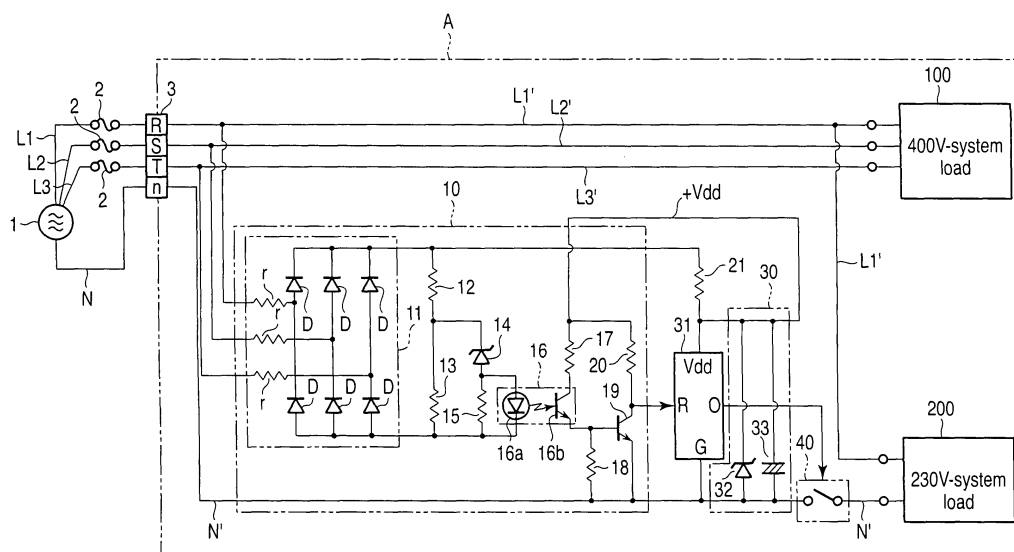 A
3
2
2
2
R
S
T
n
L1
L2
L3
1
N
L1'
L2'
L3'
100
400V-system
load
10
+Vdd
r
r
r
D
D
D
D
D
D
11
12
13
14
15
16
16a
16b
17
18
19
20
21
30
31
Vdd
R
O
G
32
33
40
L1'
200
230V-system
load
N'
N'